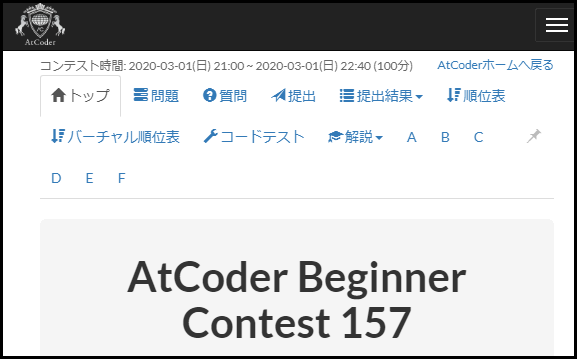 AtCoder
コンテスト時間: 2020-03-01(日) 21:00 ~ 2020-03-01(日) 22:40 (100分) AtCoderホームへ戻る
トップ 問題 質問 提出 提出結果 順位表
バーチャル順位表 コードテスト 解説 A B C
D E F
AtCoder Beginner
Contest 157